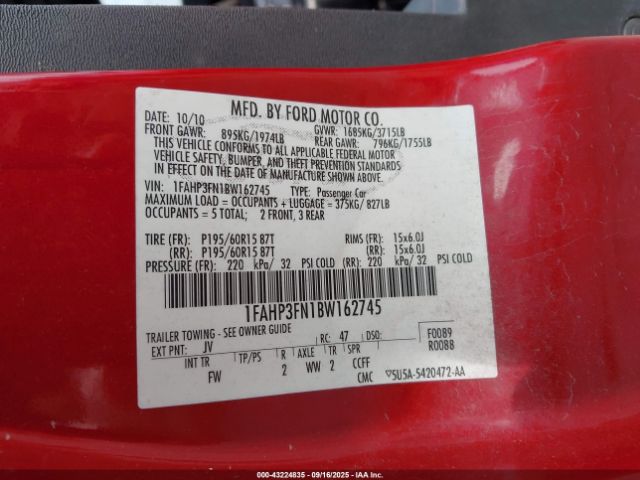 MFD. BY FORD MOTOR CO.
DATE: 10/10 GVWR: 1685KG/3715LB
FRONT GAWR: 895KG/1974LB REAR GAWR: 796KG/1755LB
THIS VEHICLE CONFORMS TO ALL APPLICABLE FEDERAL MOTOR
VEHICLE SAFETY, BUMPER, AND THEFT PREVENTION STANDARDS
IN EFFECT ON THE DATE OF MANUFACTURE SHOWN ABOVE.
VIN: 1FAHP3FN1BW162745 TYPE: Passenger Car
MAXIMUM LOAD = OCCUPANTS + LUGGAGE = 375KG/ 827LB
OCCUPANTS = 5 TOTAL; 2 FRONT, 3 REAR
TIRE (FR): P195/60R15 87T RIMS (FR): 15x6.0J
(RR): P195/60R15 87T (RR): 15x6.0J
PRESSURE (FR): 220 kPa/ 32 PSI COLD (RR): 220 kPa/ 32 PSI COLD
1FAHP3FN1BW162745
TRAILER TOWING - SEE OWNER GUIDE
EXT PNT: JV RC: 47 DSO: F0089
R0088
INT TR TP/PS R AXLE TR SPR
FW 2 WW 2 CCFF
CMC ▽5U5A-5420472-AA
000-43224835 - 09/16/2025 - IAA, INC.